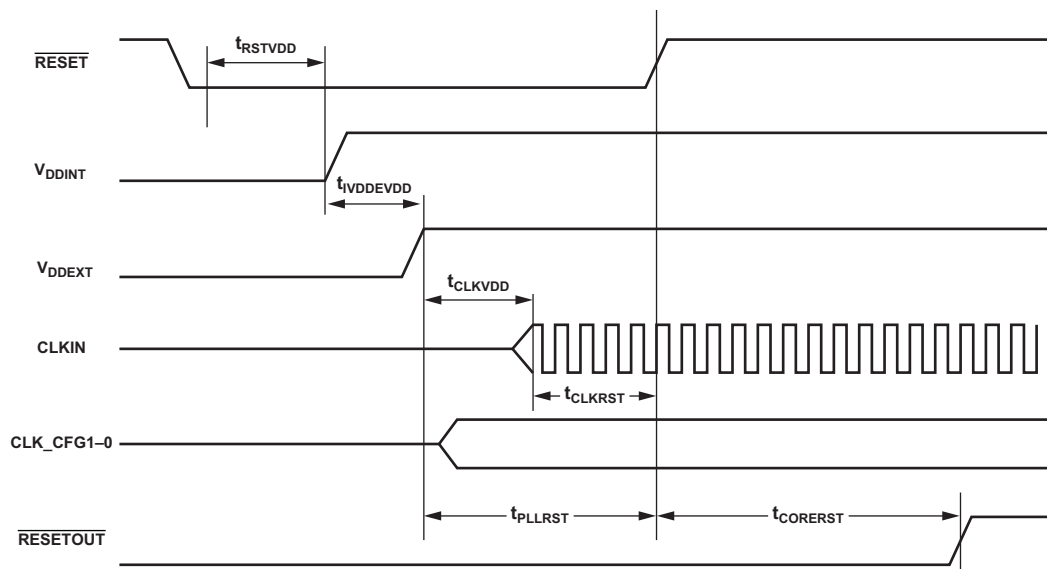 tRSTVDD
RESET
VDDINT
tIVDDEVDD
VDDEXT
tCLKVDD
CLKIN
tCLKRST
CLK_CFG1–0
tPLLRST
tCORERST
RESETOUT